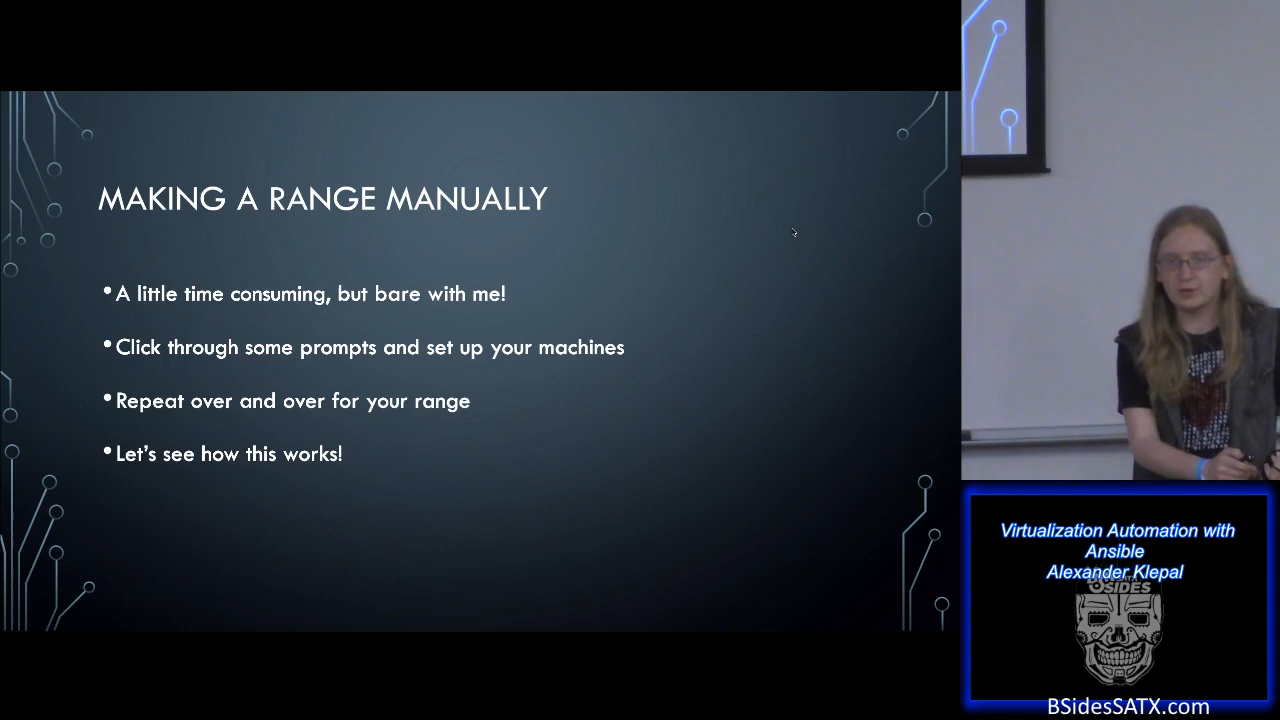 MAKING A RANGE MANUALLY
•A little time consuming, but bare with me!
•Click through some prompts and set up your machines
•Repeat over and over for your range
•Let's see how this works!
Virtualization Automation with
Ansible
Alexander Klepal
BSIDES
BSidesSATX.com